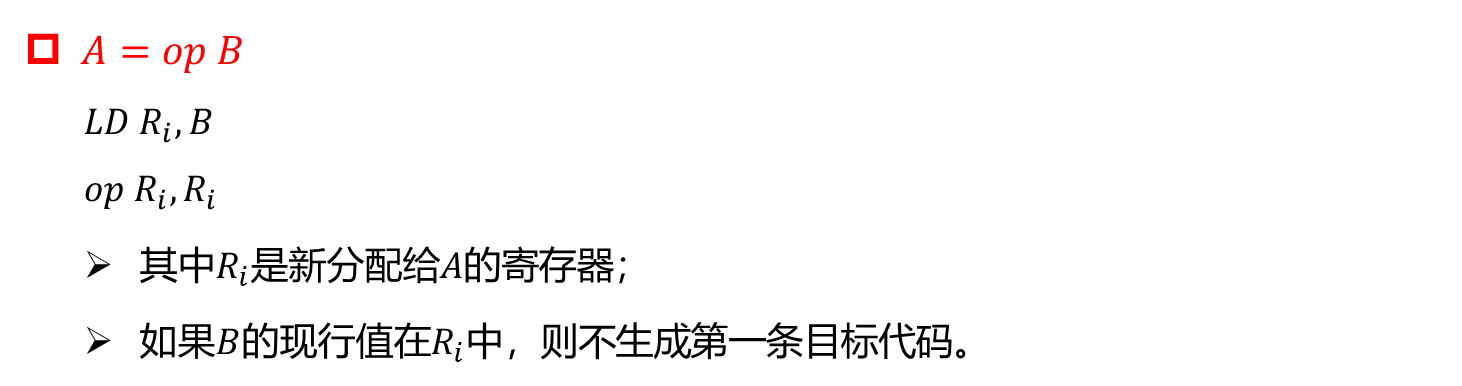 A = op B
LD Rᵢ, B
op Rᵢ, Rᵢ
其中Rᵢ是新分配给A的寄存器；
如果B的现行值在Rᵢ中，则不生成第一条目标代码。